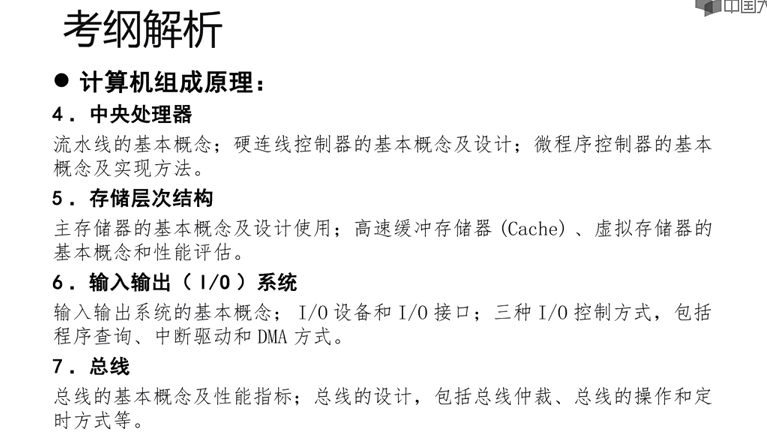 中国大
考纲解析
● 计算机组成原理：
4．中央处理器
流水线的基本概念；硬连线控制器的基本概念及设计；微程序控制器的基本
概念及实现方法。
5．存储层次结构
主存储器的基本概念及设计使用；高速缓冲存储器(Cache)、虚拟存储器的
基本概念和性能评估。
6．输入输出（I/O）系统
输入输出系统的基本概念；I/O设备和I/O接口；三种I/O控制方式，包括
程序查询、中断驱动和DMA方式。
7．总线
总线的基本概念及性能指标；总线的设计，包括总线仲裁、总线的操作和定
时方式等。